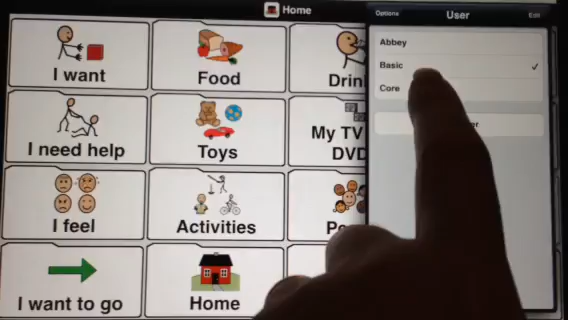 Home
Options User Edit
Abbey
Basic
Core
I want
Food
I need help
Toys
My TV
DVD
I feel
Activities
I want to go
Home